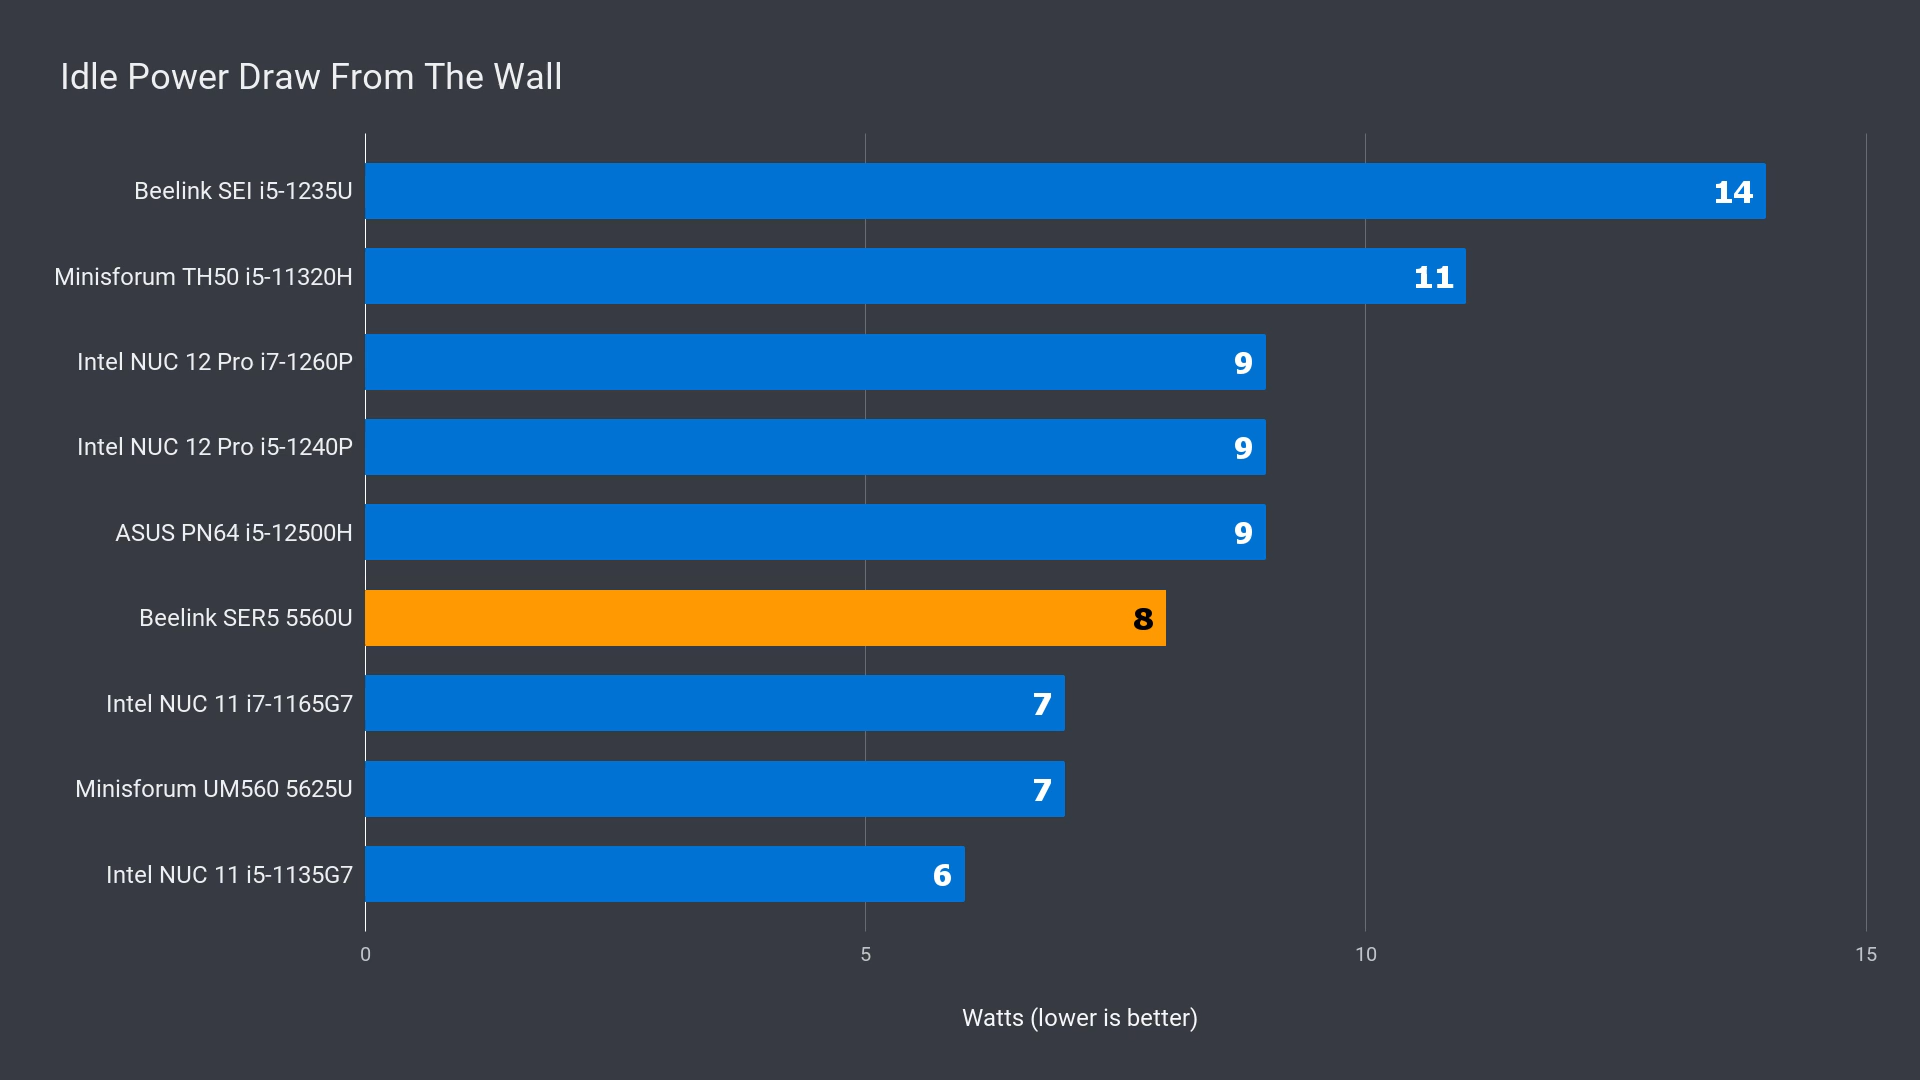 Idle Power Draw From The Wall
Beelink SEI i5-1235U 14
Minisforum TH50 i5-11320H 11
Intel NUC 12 Pro i7-1260P 9
Intel NUC 12 Pro i5-1240P 9
ASUS PN64 i5-12500H 9
Beelink SER5 5560U 8
Intel NUC 11 i7-1165G7 7
Minisforum UM560 5625U 7
Intel NUC 11 i5-1135G7 6
0 5 10 15
Watts (lower is better)